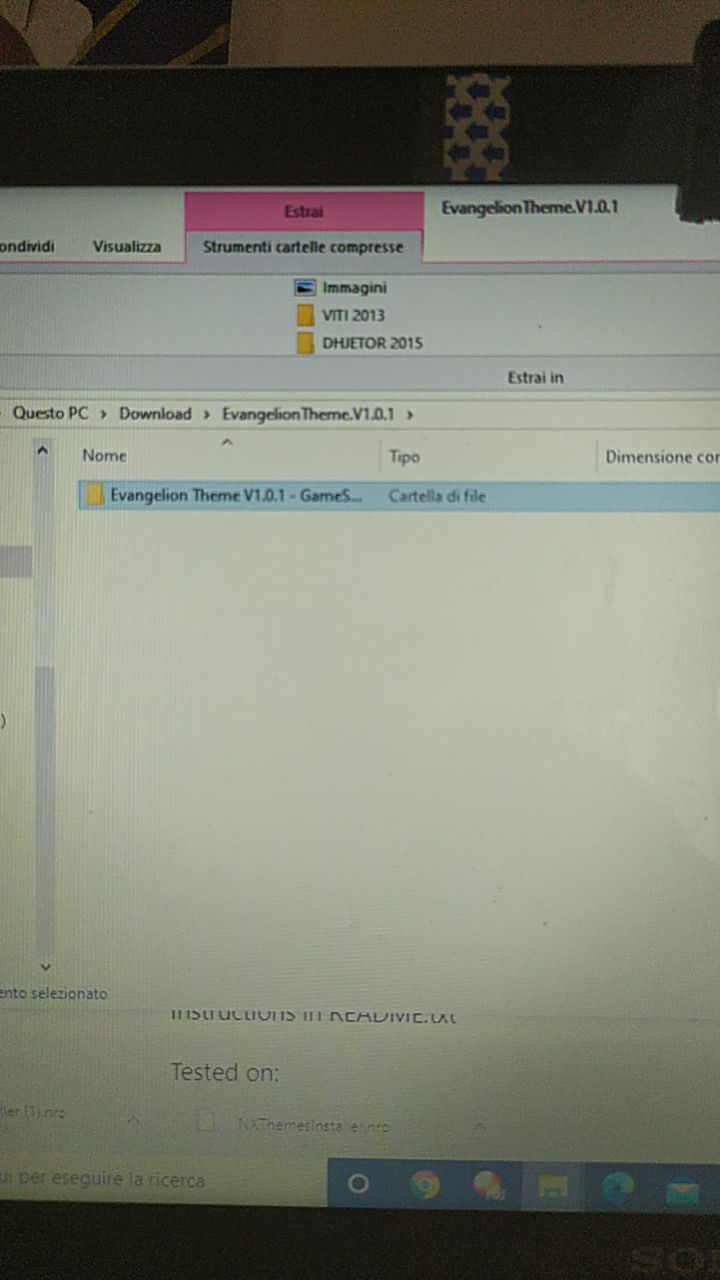 Estrai
EvangelionTheme.V1.0.1
ondividi
Visualizza
Strumenti cartelle compresse
Immagini
VITI 2013
DHJETOR 2015
Estrai in
Questo PC > Download > EvangelionTheme.V1.0.1 >
Nome
Tipo
Dimensione cor
Evangelion Theme V1.0.1 - GameS...
Cartella di file
)
ento selezionato
Instructions in README.txt
Tested on:
ller (1).nro
NXThemesInstaller.nro
ui per eseguire la ricerca